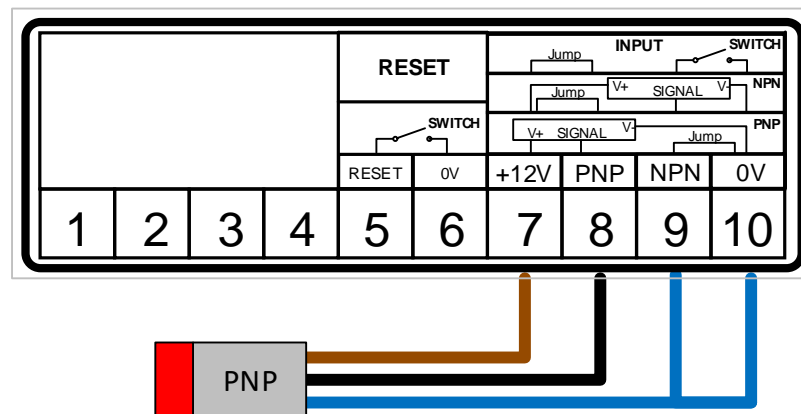 INPUT
SWITCH
Jump
RESET
V+ SIGNAL V- NPN
Jump
SWITCH
V+ SIGNAL V- PNP
Jump
RESET 0V +12V PNP NPN 0V
1 2 3 4 5 6 7 8 9 10
PNP